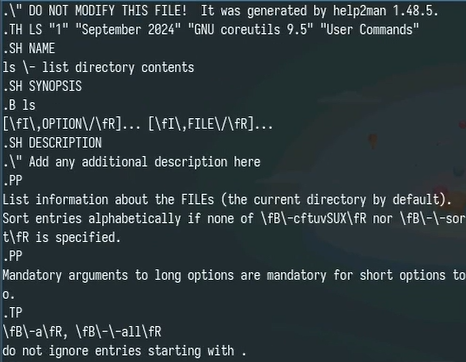 .\" DO NOT MODIFY THIS FILE!  It was generated by help2man 1.48.5.
.TH LS "1" "September 2024" "GNU coreutils 9.5" "User Commands"
.SH NAME
ls \- list directory contents
.SH SYNOPSIS
.B ls
[\fI\,OPTION\/\fR]... [\fI\,FILE\/\fR]...
.SH DESCRIPTION
.\" Add any additional description here
.PP
List information about the FILEs (the current directory by default).
Sort entries alphabetically if none of \fB\-cftuvSUX\fR nor \fB\-\-sor
t\fR is specified.
.PP
Mandatory arguments to long options are mandatory for short options to
o.
.TP
\fB\-a\fR, \fB\-\-all\fR
do not ignore entries starting with .